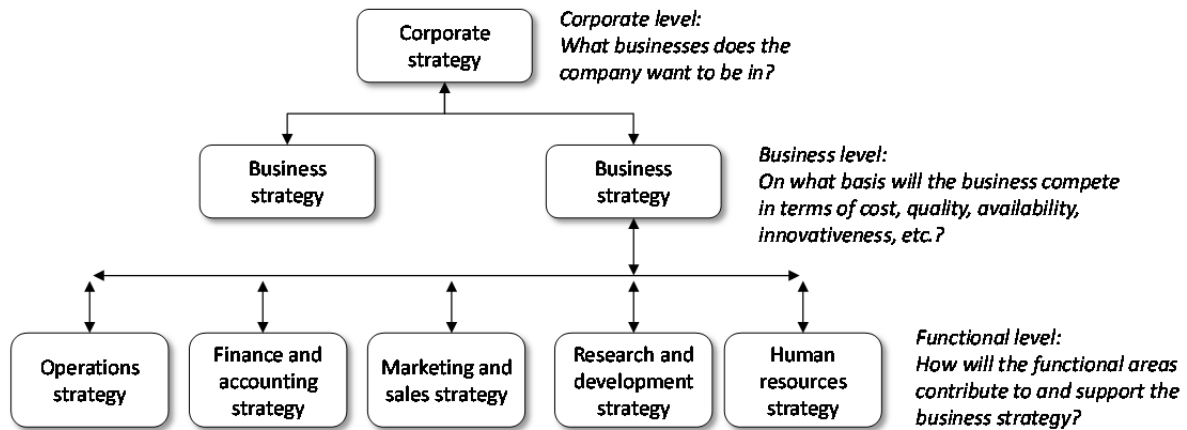 Corporate
strategy
Corporate level:
What businesses does the
company want to be in?
Business
strategy
Business
strategy
Business level:
On what basis will the business compete
in terms of cost, quality, availability,
innovativeness, etc.?
Operations
strategy
Finance and
accounting
strategy
Marketing and
sales strategy
Research and
development
strategy
Human
resources
strategy
Functional level:
How will the functional areas
contribute to and support the
business strategy?